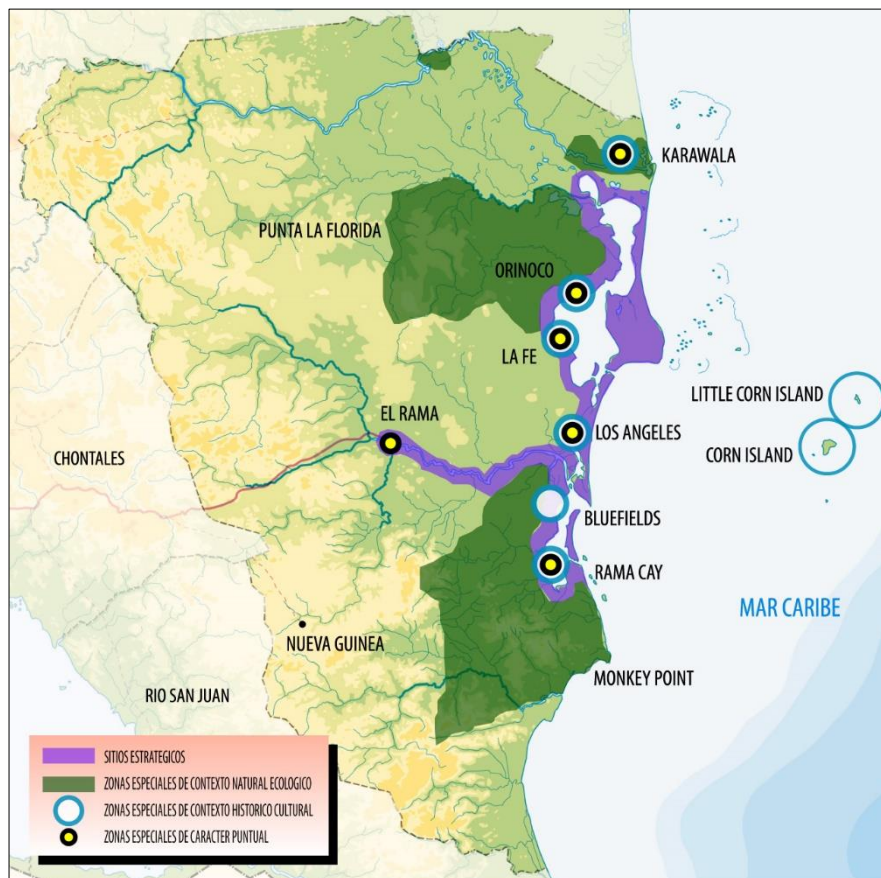 KARAWALA
PUNTA LA FLORIDA
ORINOCO
LA FE
LITTLE CORN ISLAND
EL RAMA
LOS ANGELES
CORN ISLAND
CHONTALES
BLUEFIELDS
RAMA CAY
MAR CARIBE
NUEVA GUINEA
MONKEY POINT
RIO SAN JUAN
SITIOS ESTRATEGICOS
ZONAS ESPECIALES DE CONTEXTO NATURAL ECOLOGICO
ZONAS ESPECIALES DE CONTEXTO HISTORICO CULTURAL
ZONAS ESPECIALES DE CARACTER PUNTUAL